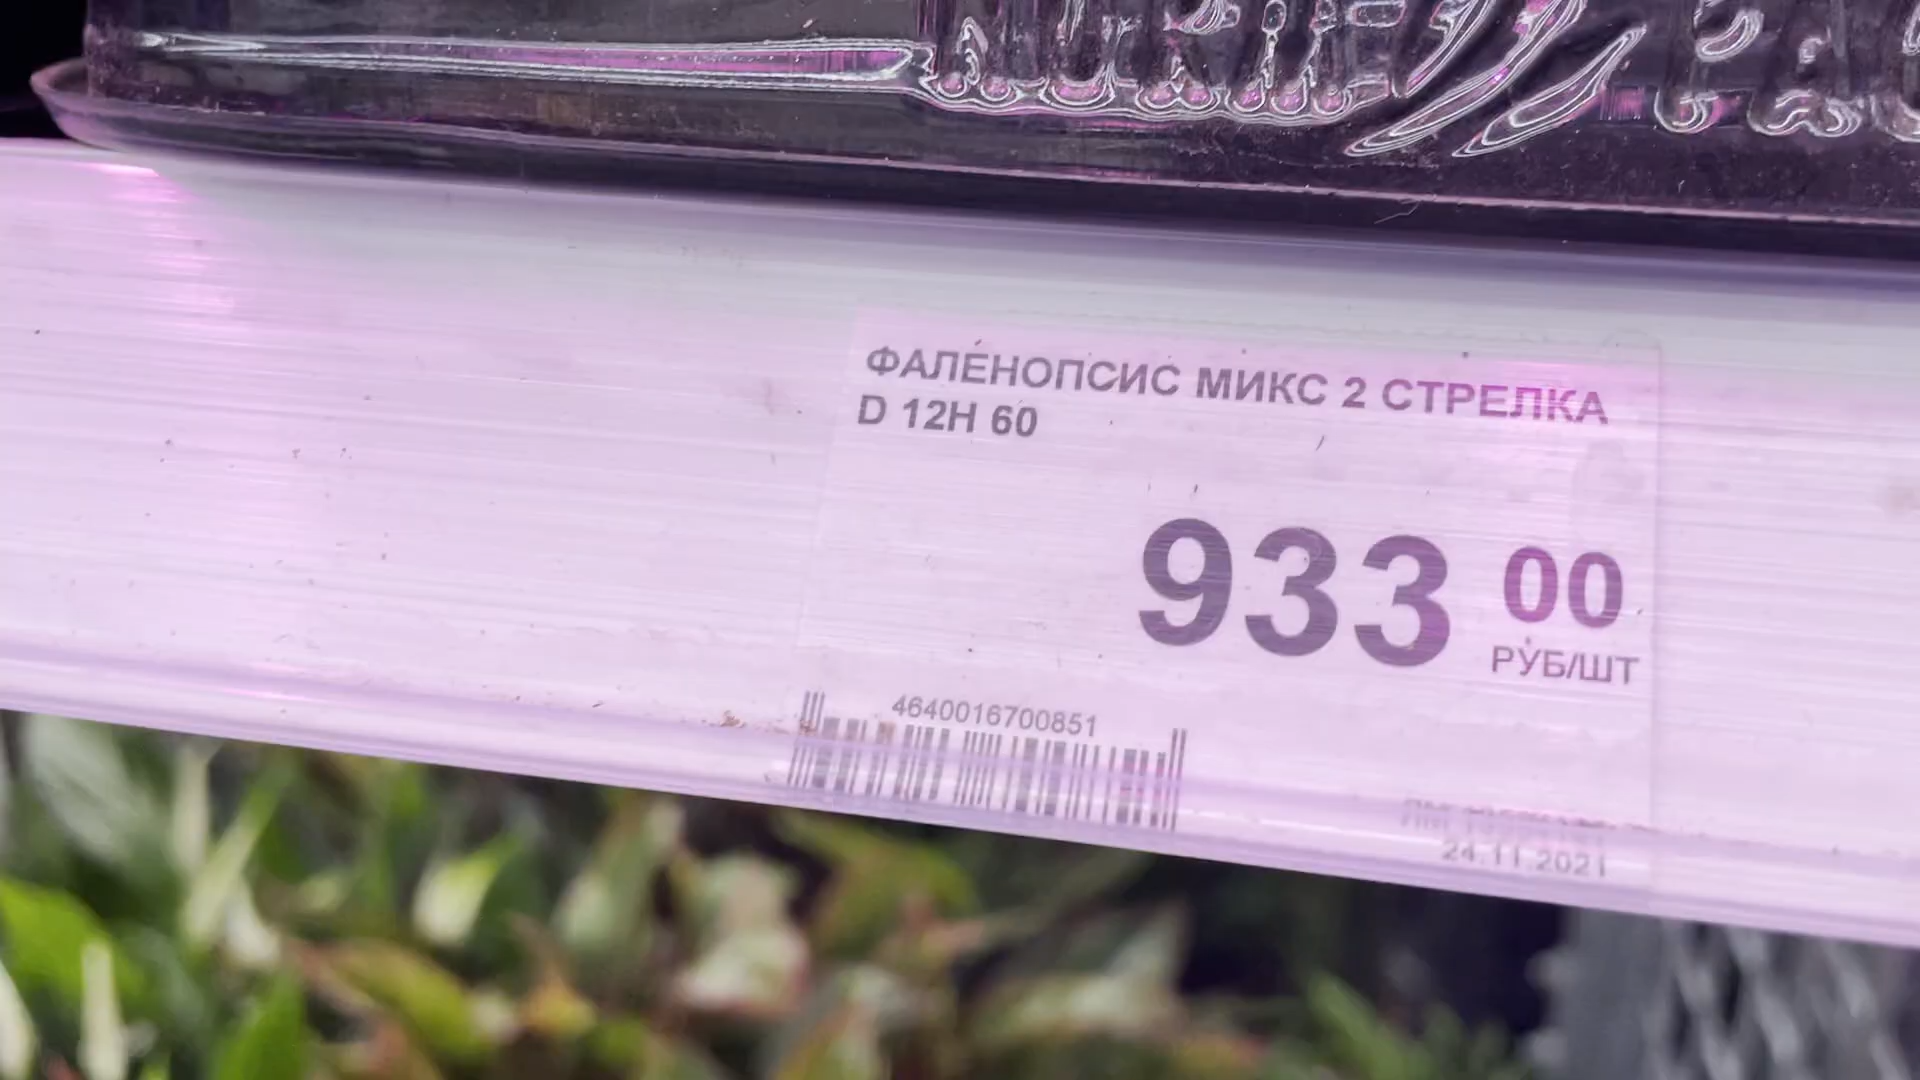 ФАЛЕНОПСИС МИКС 2 СТРЕЛКА
D 12H 60
933 00
РУБ/ШТ
4640016700851
24.11.2021